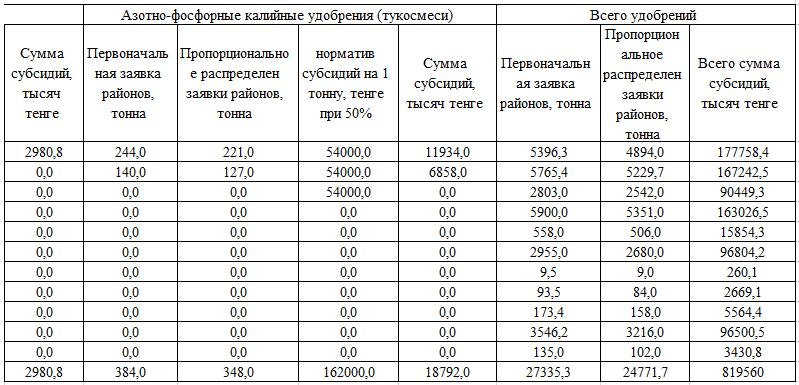 Азотно-фосфорные калийные удобрения (тукосмеси) Всего удобрений
Сумма субсидий, тысяч тенге Первоначальная заявка районов, тонна Пропорциональное распределен заявки районов, тонна норматив субсидий на 1 тонну, тенге при 50% Сумма субсидий, тысяч тенге Первоначальная заявка районов, тонна Пропорциональное распределен заявки районов, тонна Всего сумма субсидий, тысяч тенге
2980,8 244,0 221,0 54000,0 11934,0 5396,3 4894,0 177758,4
0,0 140,0 127,0 54000,0 6858,0 5765,4 5229,7 167242,5
0,0 0,0 0,0 54000,0 0,0 2803,0 2542,0 90449,3
0,0 0,0 0,0 0,0 0,0 5900,0 5351,0 163026,5
0,0 0,0 0,0 0,0 0,0 558,0 506,0 15854,3
0,0 0,0 0,0 0,0 0,0 2955,0 2680,0 96804,2
0,0 0,0 0,0 0,0 0,0 9,5 9,0 260,1
0,0 0,0 0,0 0,0 0,0 93,5 84,0 2669,1
0,0 0,0 0,0 0,0 0,0 173,4 158,0 5564,4
0,0 0,0 0,0 0,0 0,0 3546,2 3216,0 96500,5
0,0 0,0 0,0 0,0 0,0 135,0 102,0 3430,8
2980,8 384,0 348,0 162000,0 18792,0 27335,3 24771,7 819560